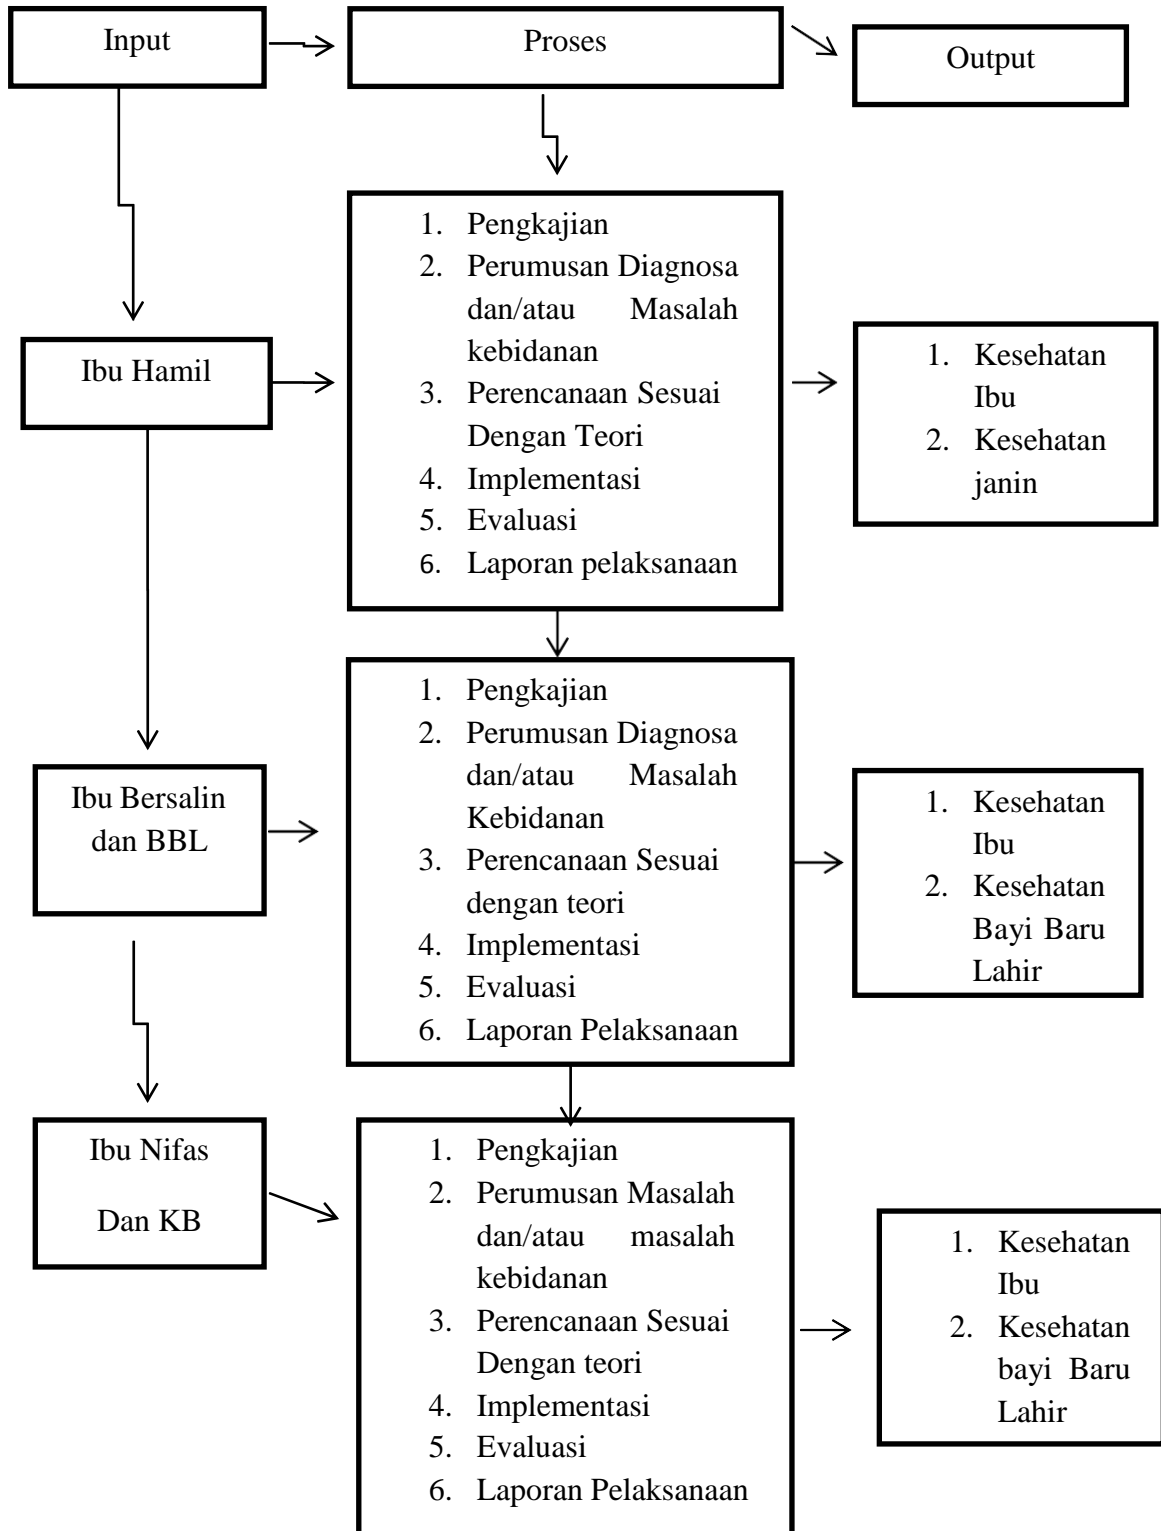 Input
Proses
Output
1. Pengkajian
2. Perumusan Diagnosa
dan/atau Masalah
kebidanan
3. Perencanaan Sesuai
Dengan Teori
4. Implementasi
5. Evaluasi
6. Laporan pelaksanaan
Ibu Hamil
1. Kesehatan
Ibu
2. Kesehatan
janin
1. Pengkajian
2. Perumusan Diagnosa
dan/atau Masalah
Kebidanan
3. Perencanaan Sesuai
dengan teori
4. Implementasi
5. Evaluasi
6. Laporan Pelaksanaan
Ibu Bersalin
dan BBL
1. Kesehatan
Ibu
2. Kesehatan
Bayi Baru
Lahir
Ibu Nifas
Dan KB
1. Pengkajian
2. Perumusan Masalah
dan/atau masalah
kebidanan
3. Perencanaan Sesuai
Dengan teori
4. Implementasi
5. Evaluasi
6. Laporan Pelaksanaan
1. Kesehatan
Ibu
2. Kesehatan
bayi Baru
Lahir